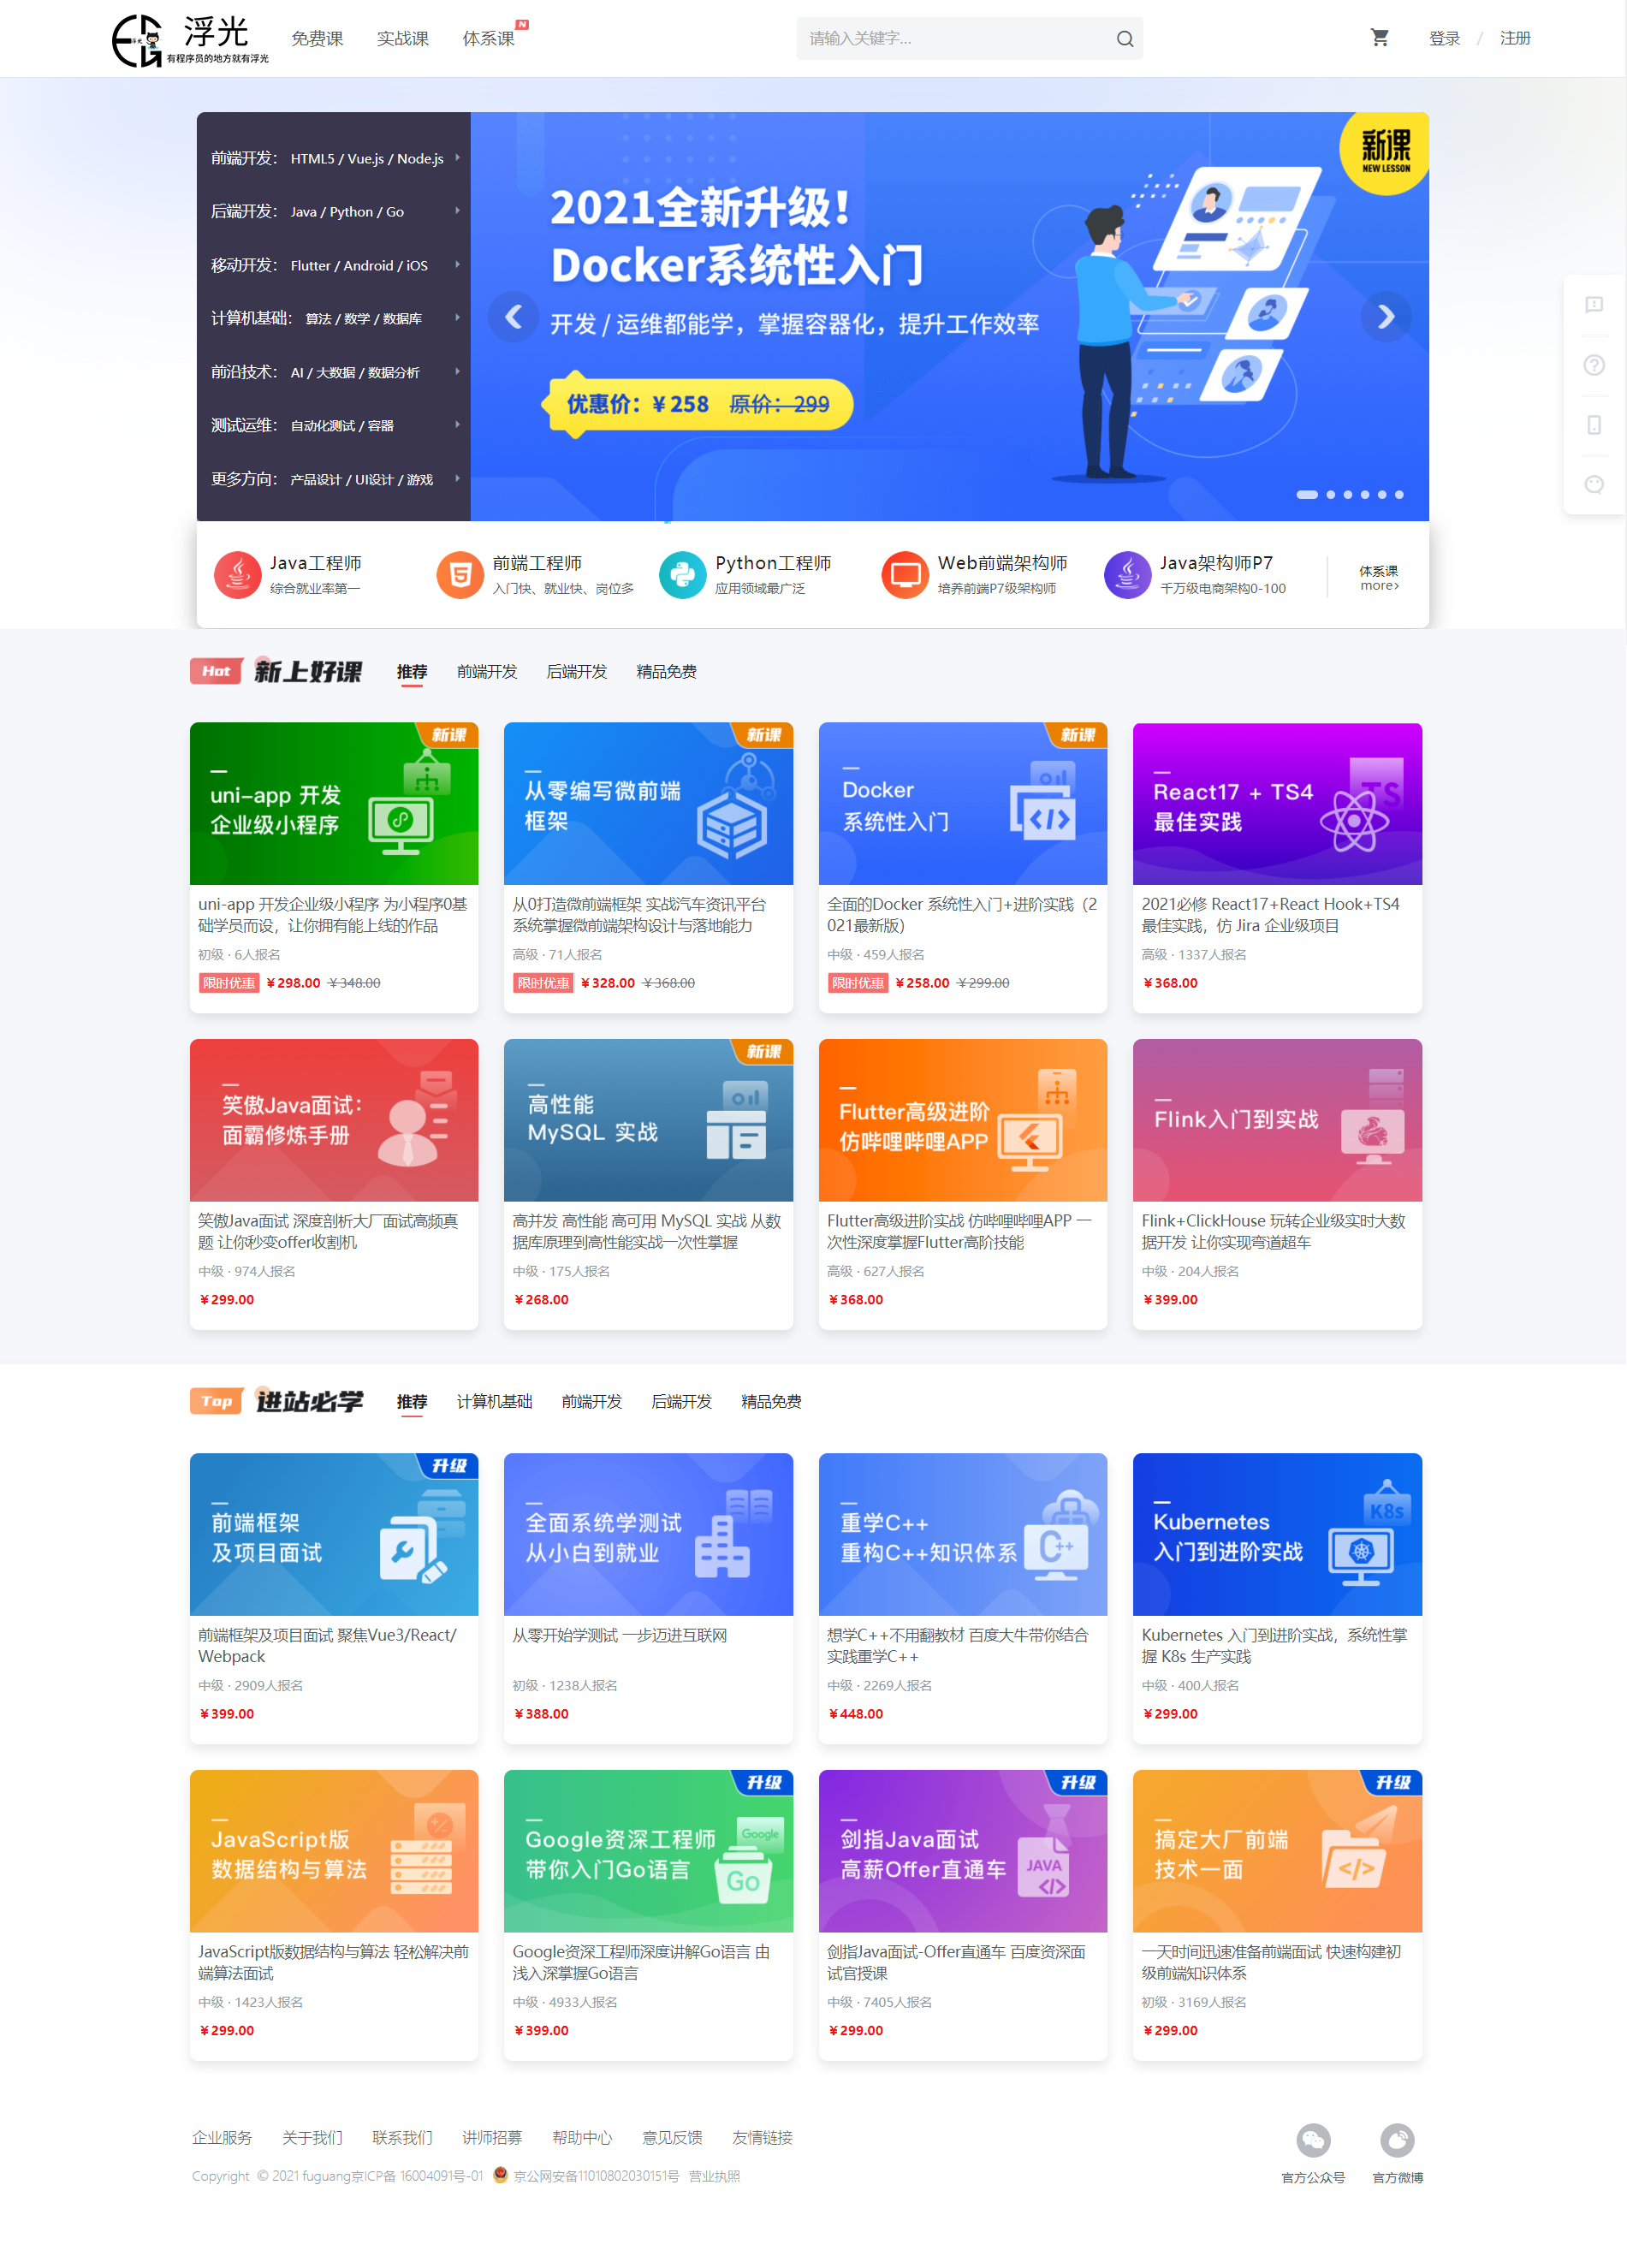 浮光
有程序员的地方就有浮光
免费课 实战课 体系课 N
请输入关键字...
登录 / 注册
前端开发： HTML5 / Vue.js / Node.js
后端开发： Java / Python / Go
移动开发： Flutter / Android / iOS
计算机基础： 算法 / 数学 / 数据库
前沿技术： AI / 大数据 / 数据分析
测试运维： 自动化测试 / 容器
更多方向： 产品设计 / UI设计 / 游戏
新课
NEW LESSON
2021全新升级！
Docker系统性入门
开发 / 运维都能学，掌握容器化，提升工作效率
优惠价：¥ 258 原价：299
Java工程师
综合就业率第一
前端工程师
入门快、就业快、岗位多
Python工程师
应用领域最广泛
Web前端架构师
培养前端P7级架构师
Java架构师P7
千万级电商架构0-100
体系课
more›
Hot 新上好课 推荐 前端开发 后端开发 精品免费
新课
uni-app 开发
企业级小程序
uni-app 开发企业级小程序 为小程序0基
础学员而设，让你拥有能上线的作品
初级 · 6人报名
限时优惠 ￥298.00 ￥348.00
新课
从零编写微前端
框架
从0打造微前端框架 实战汽车资讯平台
系统掌握微前端架构设计与落地能力
高级 · 71人报名
限时优惠 ￥328.00 ￥368.00
新课
Docker
系统性入门
全面的Docker 系统性入门+进阶实践（2
021最新版）
中级 · 459人报名
限时优惠 ￥258.00 ￥299.00
TS
React17 + TS4
最佳实践
2021必修 React17+React Hook+TS4
最佳实践，仿 Jira 企业级项目
高级 · 1337人报名
￥368.00
笑傲Java面试：
面霸修炼手册
笑傲Java面试 深度剖析大厂面试高频真
题 让你秒变offer收割机
中级 · 974人报名
￥299.00
新课
高性能
MySQL 实战
高并发 高性能 高可用 MySQL 实战 从数
据库原理到高性能实战一次性掌握
中级 · 175人报名
￥268.00
Flutter高级进阶
仿哔哩哔哩APP
Flutter高级进阶实战 仿哔哩哔哩APP 一
次性深度掌握Flutter高阶技能
高级 · 627人报名
￥368.00
Flink入门到实战
Flink+ClickHouse 玩转企业级实时大数
据开发 让你实现弯道超车
中级 · 204人报名
￥399.00
Top 进站必学 推荐 计算机基础 前端开发 后端开发 精品免费
升级
前端框架
及项目面试
前端框架及项目面试 聚焦Vue3/React/
Webpack
中级 · 2909人报名
￥399.00
全面系统学测试
从小白到就业
从零开始学测试 一步迈进互联网
初级 · 1238人报名
￥388.00
重学C++
重构C++知识体系
C++
想学C++不用翻教材 百度大牛带你结合
实践重学C++
中级 · 2269人报名
￥448.00
K8s
Kubernetes
入门到进阶实战
Kubernetes 入门到进阶实战，系统性掌
握 K8s 生产实践
中级 · 400人报名
￥299.00
JavaScript版
数据结构与算法
JavaScript版数据结构与算法 轻松解决前
端算法面试
中级 · 1423人报名
￥299.00
升级
Google资深工程师
带你入门Go语言
Google
Go
Google资深工程师深度讲解Go语言 由
浅入深掌握Go语言
中级 · 4933人报名
￥399.00
升级
剑指Java面试
高薪Offer直通车
JAVA
</>
剑指Java面试-Offer直通车 百度资深面
试官授课
中级 · 7405人报名
￥299.00
升级
搞定大厂前端
技术一面
</>
一天时间迅速准备前端面试 快速构建初
级前端知识体系
初级 · 3169人报名
￥299.00
企业服务 关于我们 联系我们 讲师招募 帮助中心 意见反馈 友情链接
Copyright © 2021 fuguang京ICP备 16004091号-01 京公网安备11010802030151号 营业执照
官方公众号 官方微博